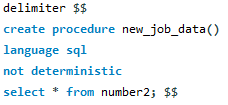 delimiter $$
create procedure new_job_data()
language sql
not deterministic
select * from number2; $$